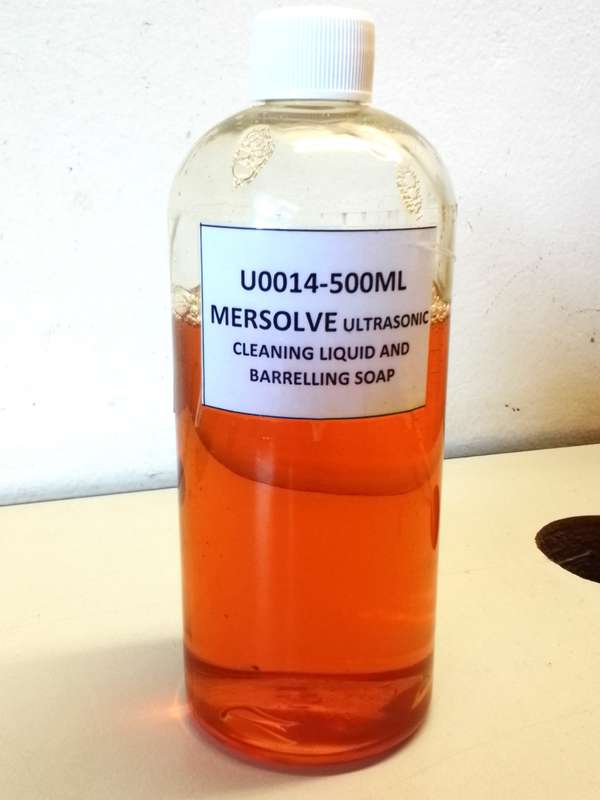 U0014-500ML
MERSOLVE ULTRASONIC
CLEANING LIQUID AND
BARRELLING SOAP